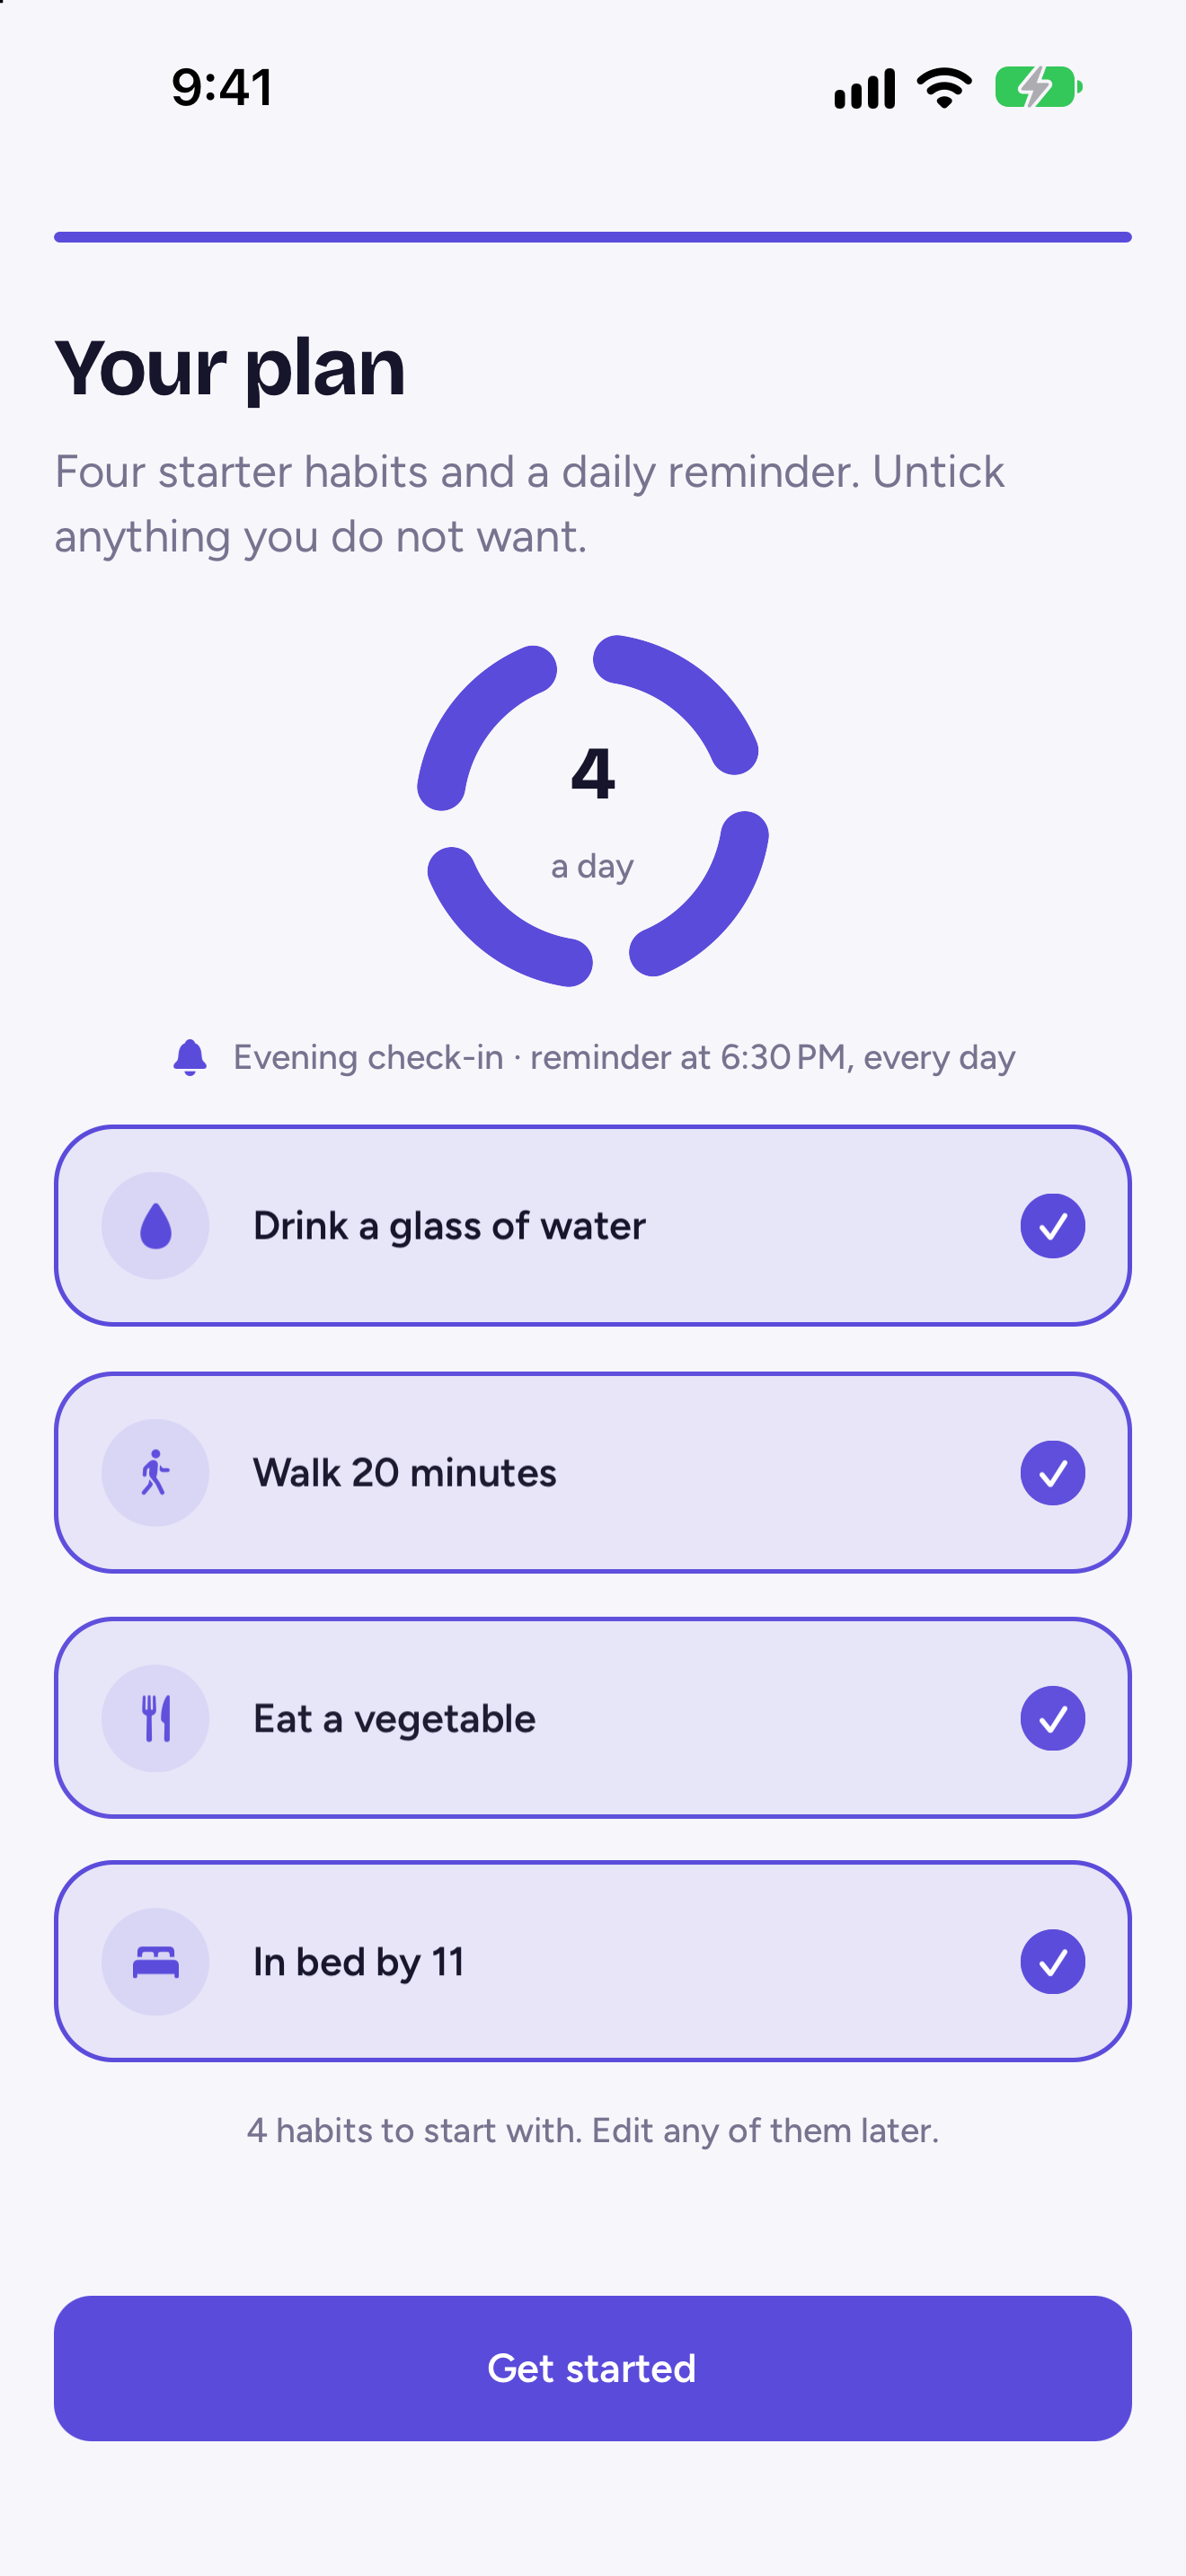 9:41
Your plan
Four starter habits and a daily reminder. Untick
anything you do not want.
4
a day
Evening check-in · reminder at 6:30 PM, every day
Drink a glass of water
Walk 20 minutes
Eat a vegetable
In bed by 11
4 habits to start with. Edit any of them later.
Get started